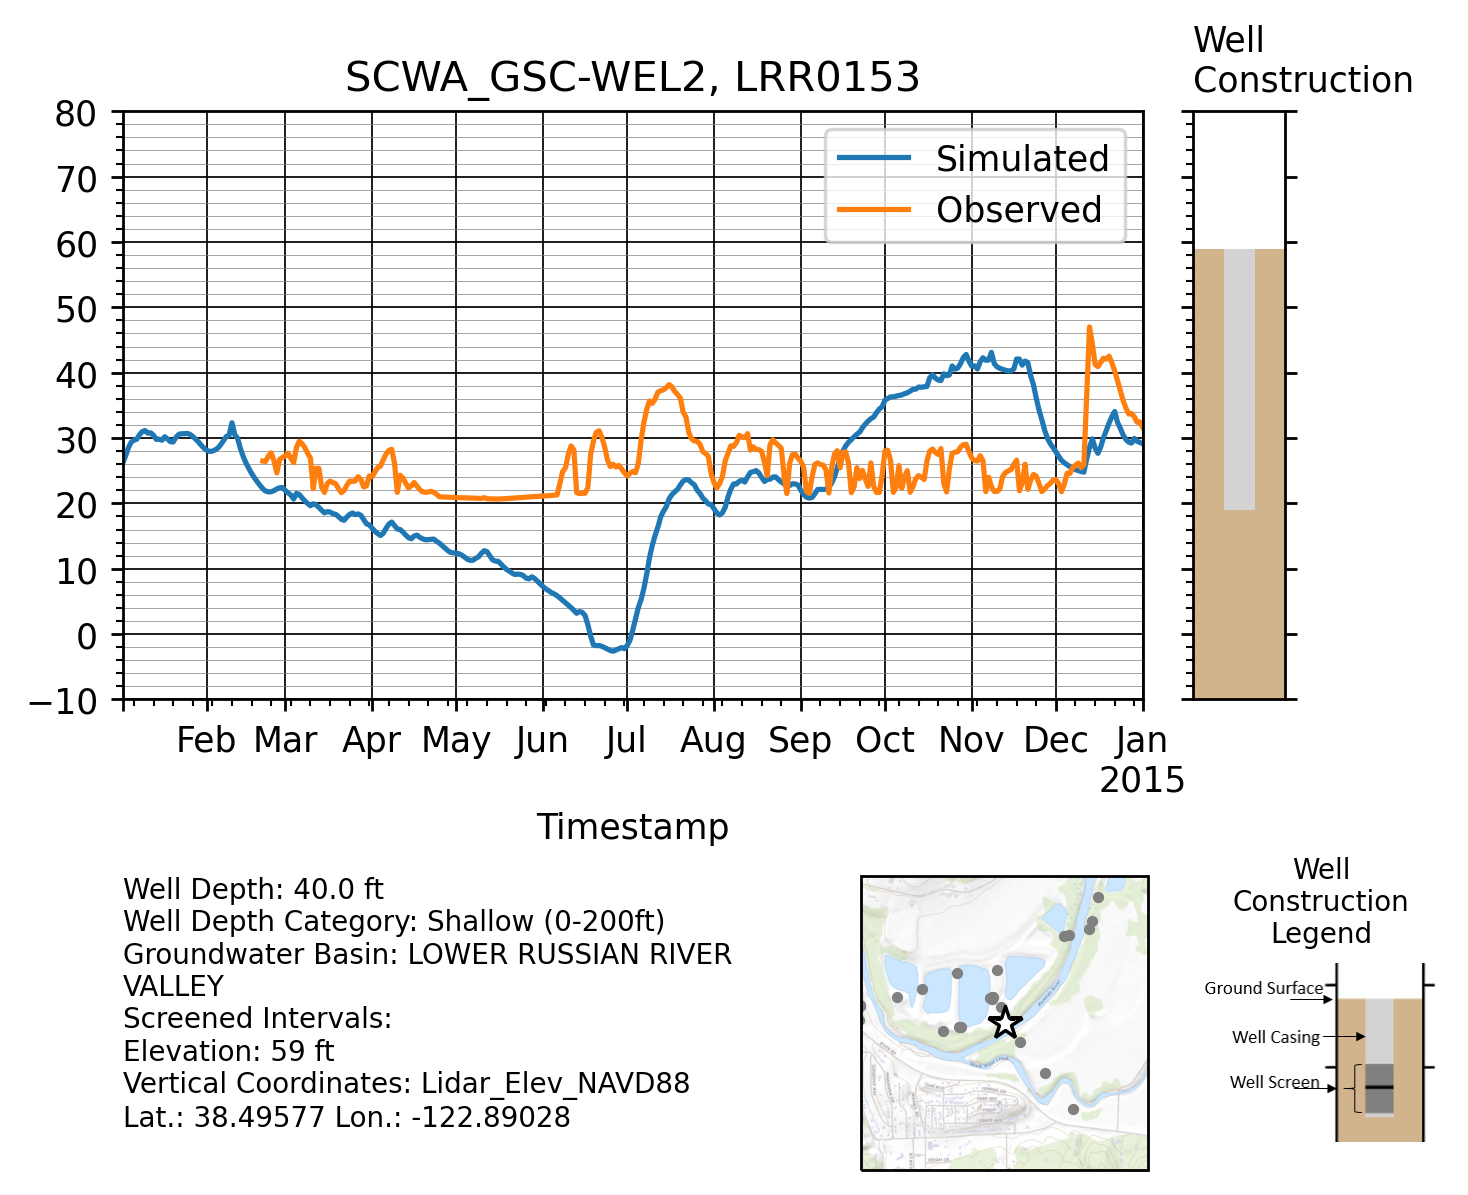 Well
Construction
SCWA_GSC-WEL2, LRR0153
80
70
60
50
40
30
20
10
0
−10
Simulated
Observed
Feb Mar Apr May Jun Jul Aug Sep Oct Nov Dec Jan
2015
Timestamp
Well Depth: 40.0 ft
Well Depth Category: Shallow (0-200ft)
Groundwater Basin: LOWER RUSSIAN RIVER
VALLEY
Screened Intervals:
Elevation: 59 ft
Vertical Coordinates: Lidar_Elev_NAVD88
Lat.: 38.49577 Lon.: -122.89028
Well
Construction
Legend
Ground Surface
Well Casing
Well Screen